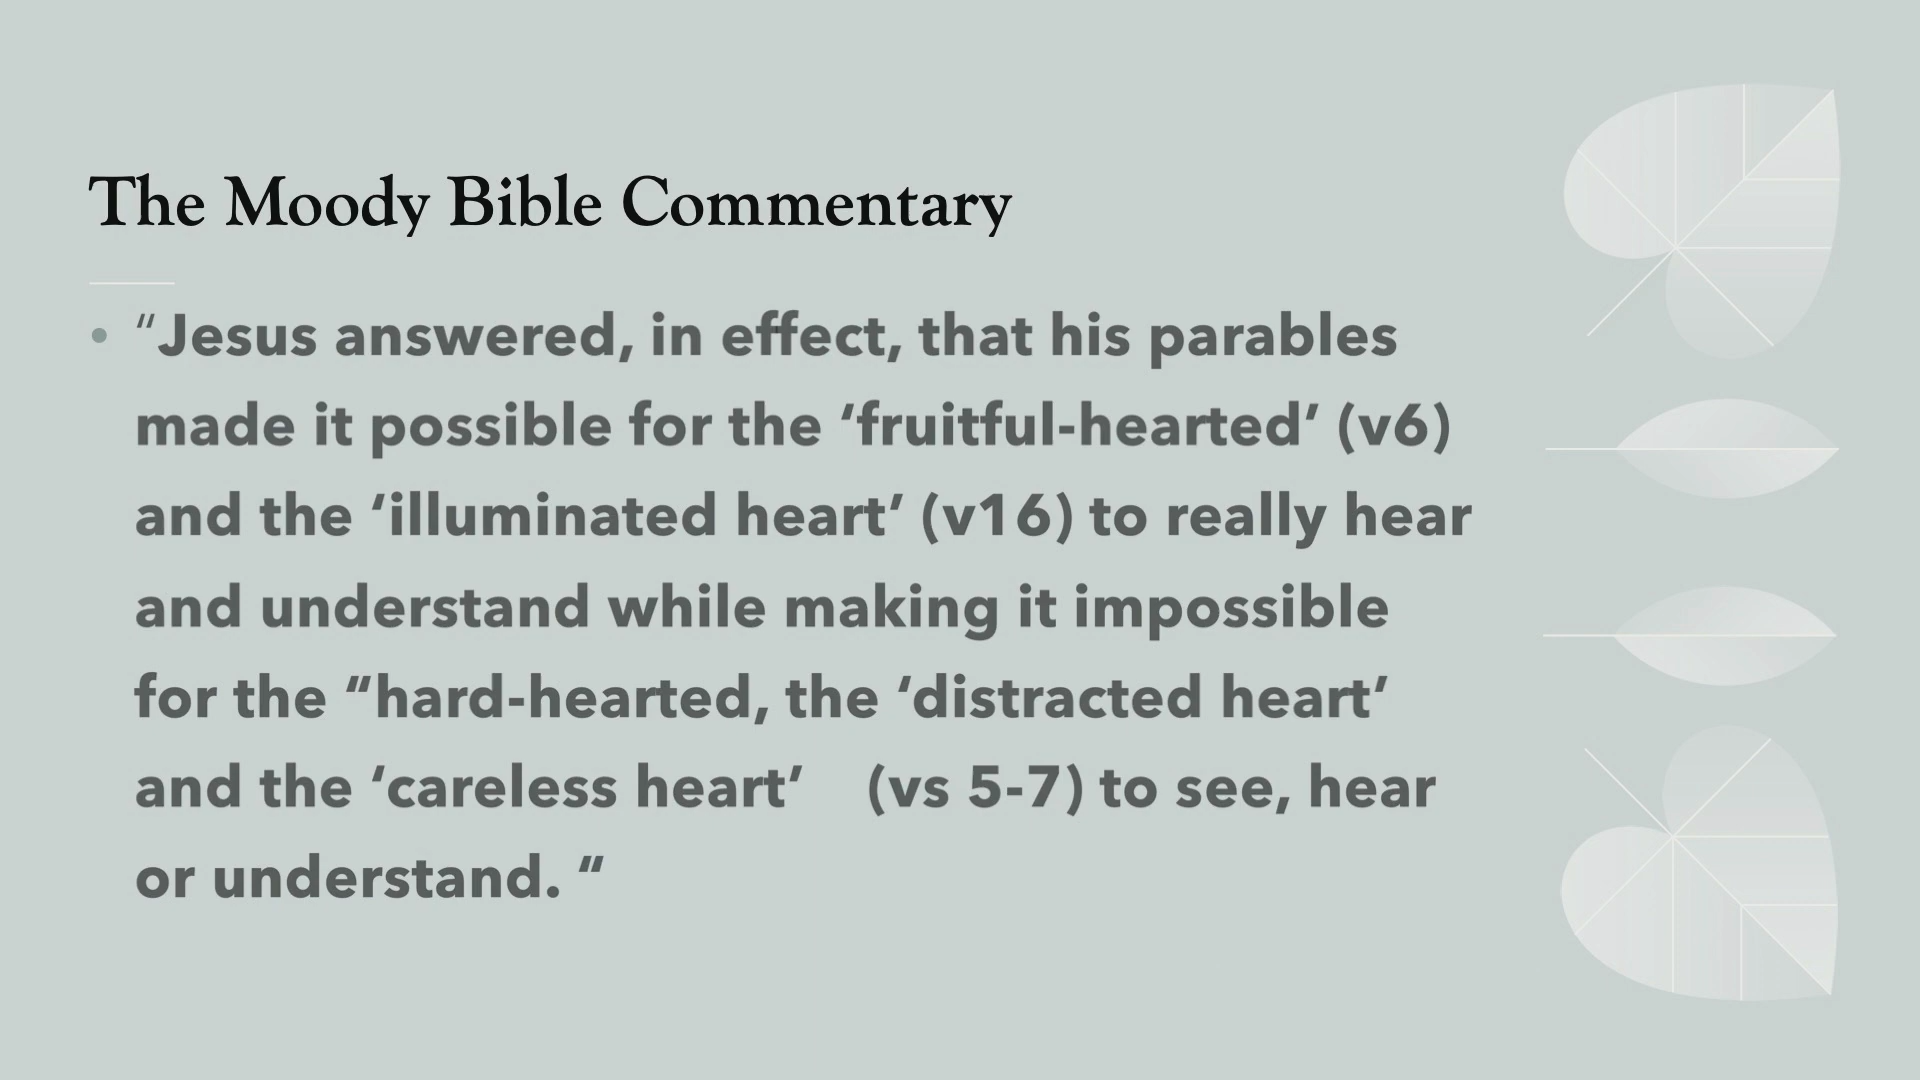 The Moody Bible Commentary
• “Jesus answered, in effect, that his parables
made it possible for the ‘fruitful-hearted’ (v6)
and the ‘illuminated heart’ (v16) to really hear
and understand while making it impossible
for the “hard-hearted, the ‘distracted heart’
and the ‘careless heart’    (vs 5-7) to see, hear
or understand. “